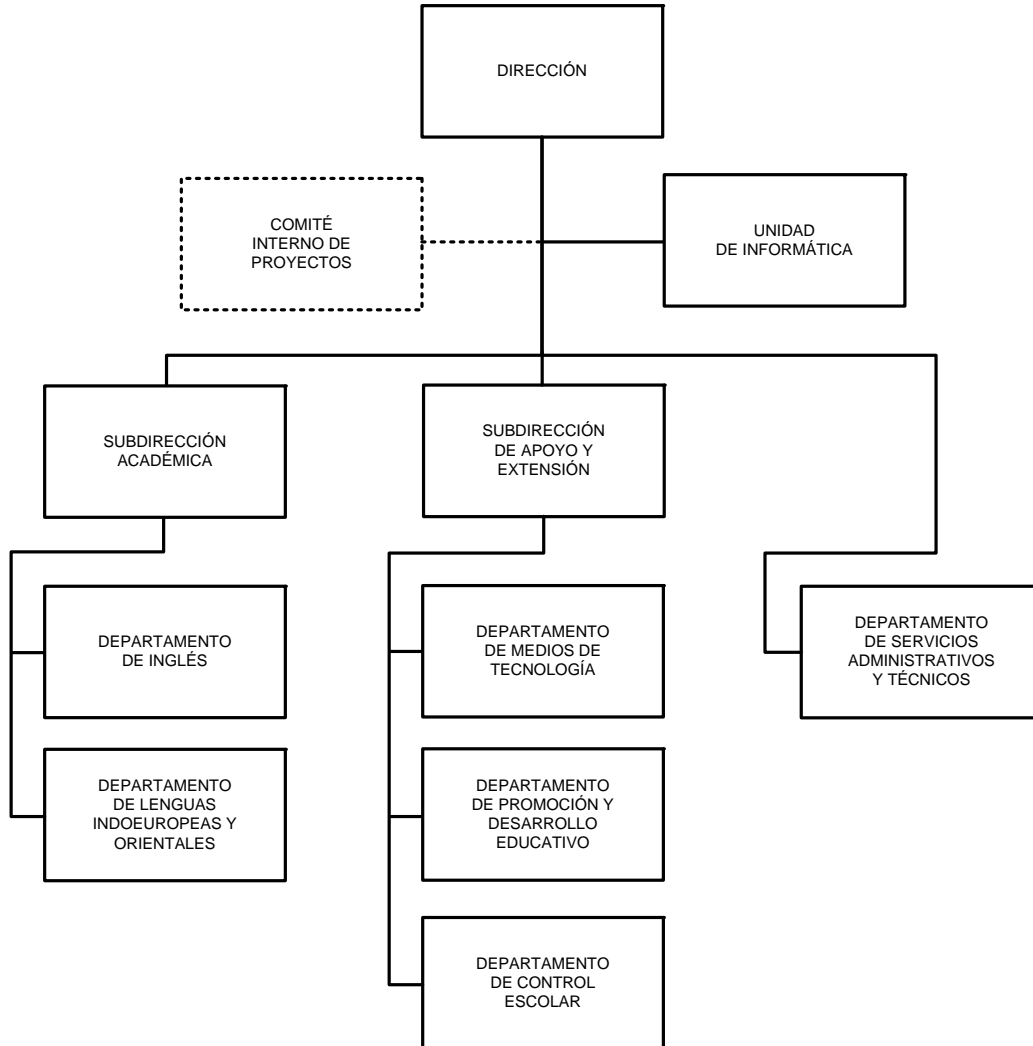 DIRECCIÓN
COMITÉ
INTERNO DE
PROYECTOS
UNIDAD
DE INFORMÁTICA
SUBDIRECCIÓN
ACADÉMICA
SUBDIRECCIÓN
DE APOYO Y
EXTENSIÓN
DEPARTAMENTO
DE INGLÉS
DEPARTAMENTO
DE MEDIOS DE
TECNOLOGÍA
DEPARTAMENTO
DE SERVICIOS
ADMINISTRATIVOS
Y TÉCNICOS
DEPARTAMENTO
DE LENGUAS
INDOEUROPEAS Y
ORIENTALES
DEPARTAMENTO
DE PROMOCIÓN Y
DESARROLLO
EDUCATIVO
DEPARTAMENTO
DE CONTROL
ESCOLAR